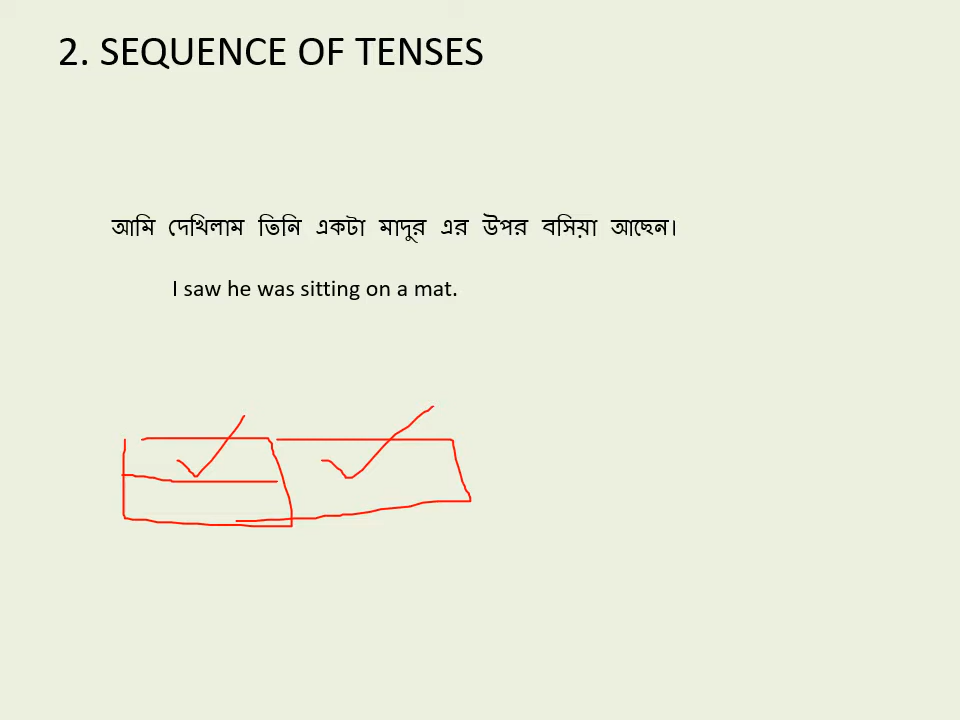 2. SEQUENCE OF TENSES
আমি দেখিলাম তিনি একটা মাদুর এর উপর বসিয়া আছেন।
I saw he was sitting on a mat.